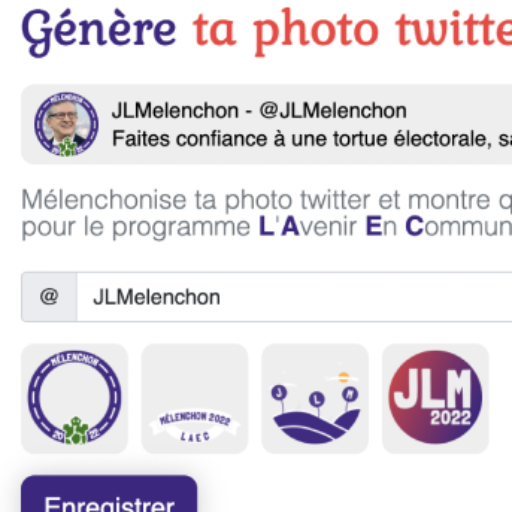 Génère ta photo twitte
JLMelenchon - @JLMelenchon
Faites confiance à une tortue électorale, sa
Mélenchonise ta photo twitter et montre q
pour le programme L'Avenir En Commun
@ JLMelenchon
MÉLENCHON
20 22
MÉLENCHON 2022
LAEC
J L M
JLM
2022
Enregistrer